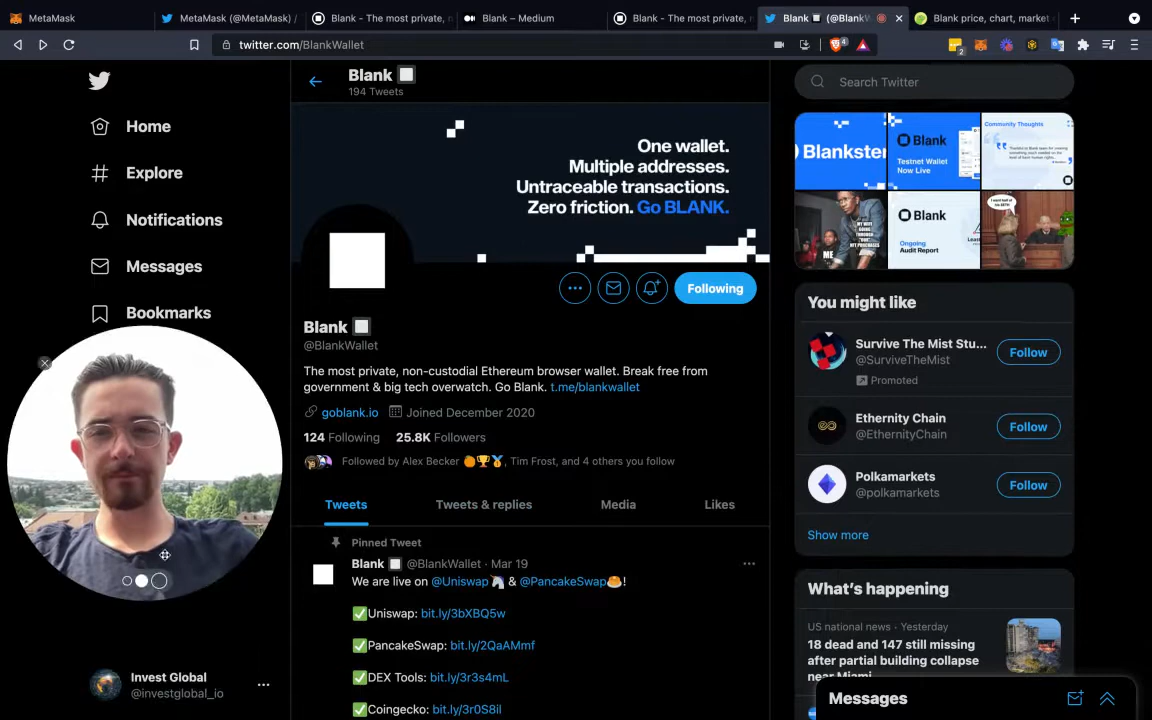 MetaMask
MetaMask (@MetaMask) /
Blank - The most private, n
Blank – Medium
Blank - The most private, n
Blank (@BlankW
Blank price, chart, market
twitter.com/BlankWallet
4
2
Blank
194 Tweets
Search Twitter
Home
Explore
Notifications
Messages
Bookmarks
One wallet.
Multiple addresses.
Untraceable transactions.
Zero friction. Go BLANK.
Following
Blank
@BlankWallet
The most private, non-custodial Ethereum browser wallet. Break free from
government & big tech overwatch. Go Blank. t.me/blankwallet
goblank.io Joined December 2020
124 Following 25.8K Followers
Followed by Alex Becker, Tim Frost, and 4 others you follow
Tweets
Tweets & replies
Media
Likes
Pinned Tweet
Blank @BlankWallet · Mar 19
We are live on @Uniswap & @PancakeSwap!
Uniswap: bit.ly/3bXBQ5w
PancakeSwap: bit.ly/2QaAMmf
DEX Tools: bit.ly/3r3s4mL
Coingecko: bit.ly/3r0S8il
Blankster
Blank
Testnet Wallet
Now Live
Community Thoughts
ME
Blank
Ongoing
Audit Report
You might like
Survive The Mist Stu...
@SurviveTheMist
Promoted
Follow
Ethernity Chain
@EthernityChain
Follow
Polkamarkets
@polkamarkets
Follow
Show more
What's happening
US national news · Yesterday
18 dead and 147 still missing
after partial building collapse
near Miami
Messages
Invest Global
@investglobal_io